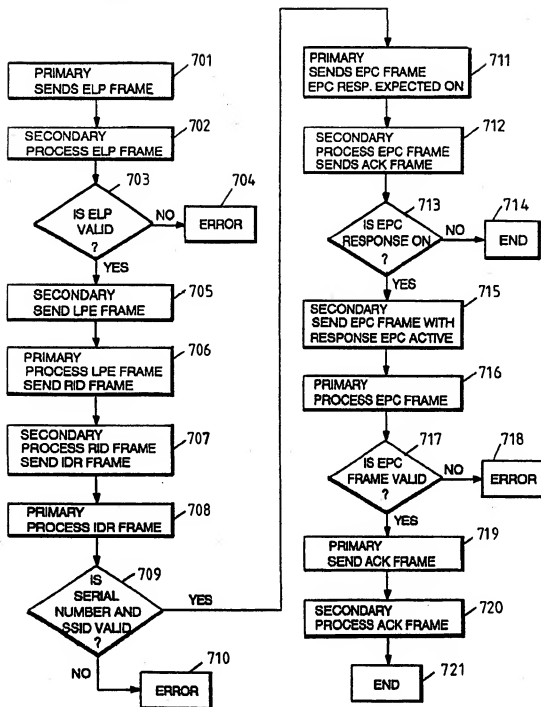 701
PRIMARY
SENDS ELP FRAME
702
SECONDARY
PROCESS ELP FRAME
703
IS ELP
VALID
?
NO
704
ERROR
YES
705
SECONDARY
SEND LPE FRAME
706
PRIMARY
PROCESS LPE FRAME
SEND RID FRAME
707
SECONDARY
PROCESS RID FRAME
SEND IDR FRAME
708
PRIMARY
PROCESS IDR FRAME
709
IS
SERIAL
NUMBER AND
SSID VALID
?
YES
NO
710
ERROR
711
PRIMARY
SENDS EPC FRAME
EPC RESP. EXPECTED ON
712
SECONDARY
PROCESS EPC FRAME
SENDS ACK FRAME
713
IS EPC
RESPONSE ON
?
NO
714
END
YES
715
SECONDARY
SEND EPC FRAME WITH
RESPONSE EPC ACTIVE
716
PRIMARY
PROCESS EPC FRAME
717
IS EPC
FRAME VALID
?
NO
718
ERROR
YES
719
PRIMARY
SEND ACK FRAME
720
SECONDARY
PROCESS ACK FRAME
END
721